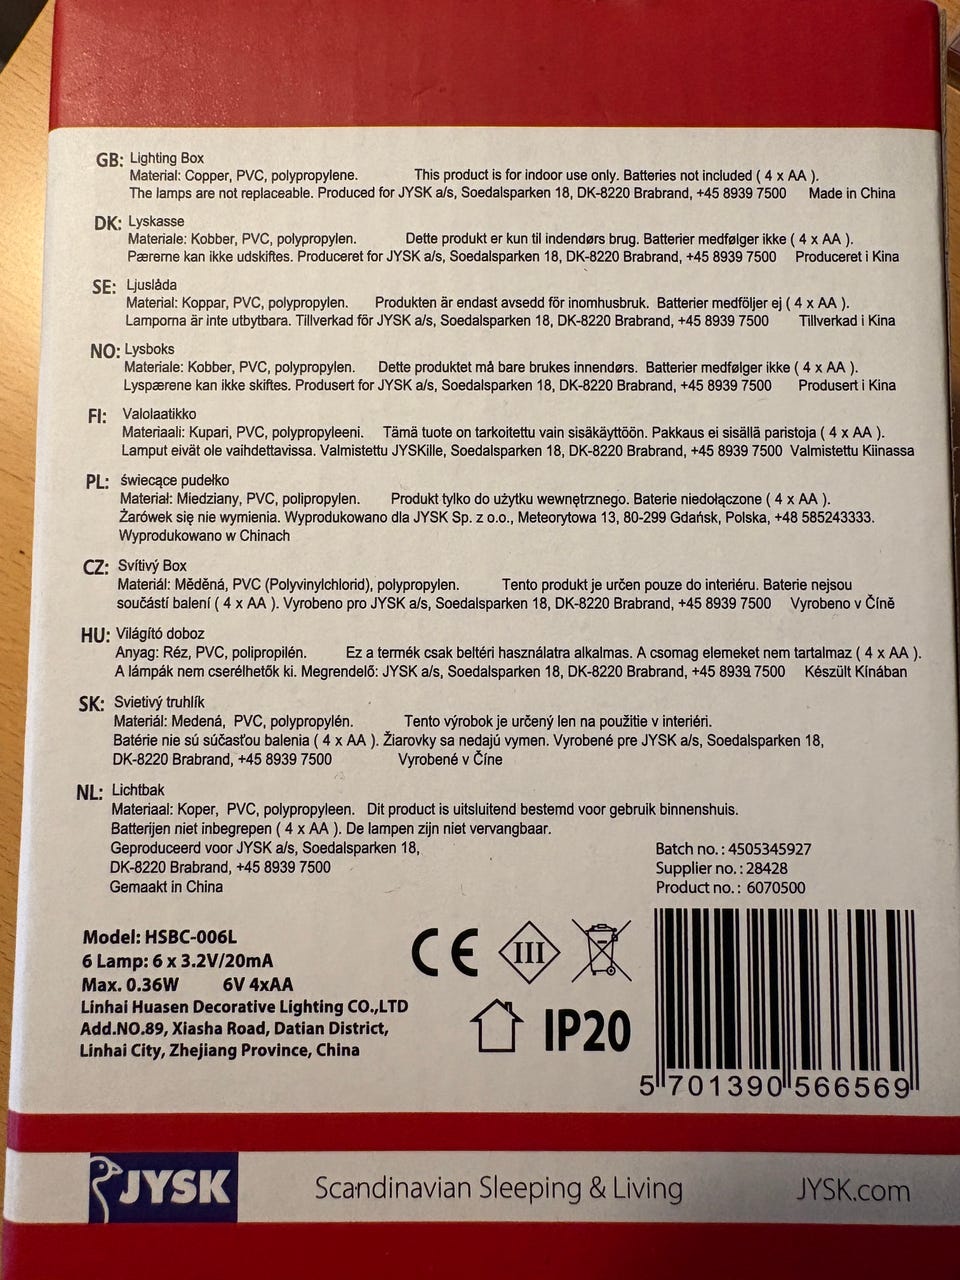 GB: Lighting Box
Material: Copper, PVC, polypropylene. This product is for indoor use only. Batteries not included ( 4 x AA ).
The lamps are not replaceable. Produced for JYSK a/s, Soedalsparken 18, DK-8220 Brabrand, +45 8939 7500 Made in China
DK: Lyskasse
Materiale: Kobber, PVC, polypropylen. Dette produkt er kun til indendørs brug. Batterier medfølger ikke ( 4 x AA ).
Pærerne kan ikke udskiftes. Produceret for JYSK a/s, Soedalsparken 18, DK-8220 Brabrand, +45 8939 7500 Produceret i Kina
SE: Ljuslåda
Material: Koppar, PVC, polypropylen. Produkten är endast avsedd för inomhusbruk. Batterier medföljer ej ( 4 x AA ).
Lamporna är inte utbytbara. Tillverkad för JYSK a/s, Soedalsparken 18, DK-8220 Brabrand, +45 8939 7500 Tillverkad i Kina
NO: Lysboks
Materiale: Kobber, PVC, polypropylen. Dette produktet må bare brukes innendørs. Batterier medfølger ikke ( 4 x AA ).
Lyspærene kan ikke skiftes. Produsert for JYSK a/s, Soedalsparken 18, DK-8220 Brabrand, +45 8939 7500 Produsert i Kina
FI: Valolaatikko
Materiaali: Kupari, PVC, polypropyleeni. Tämä tuote on tarkoitettu vain sisäkäyttöön. Pakkaus ei sisällä paristoja ( 4 x AA ).
Lamput eivät ole vaihdettavissa. Valmistettu JYSKille, Soedalsparken 18, DK-8220 Brabrand, +45 8939 7500 Valmistettu Kiinassa
PL: świecące pudełko
Materiał: Miedziany, PVC, polipropylen. Produkt tylko do użytku wewnętrznego. Baterie niedołączone ( 4 x AA ).
Żarówek się nie wymienia. Wyprodukowano dla JYSK Sp. z o.o., Meteorytowa 13, 80-299 Gdańsk, Polska, +48 585243333.
Wyprodukowano w Chinach
CZ: Svítivý Box
Materiál: Měděná, PVC (Polyvinylchlorid), polypropylen. Tento produkt je určen pouze do interiéru. Baterie nejsou
součástí balení ( 4 x AA ). Vyrobeno pro JYSK a/s, Soedalsparken 18, DK-8220 Brabrand, +45 8939 7500 Vyrobeno v Číně
HU: Világító doboz
Anyag: Réz, PVC, polipropilén. Ez a termék csak beltéri használatra alkalmas. A csomag elemeket nem tartalmaz ( 4 x AA ).
A lámpák nem cserélhetők ki. Megrendelő: JYSK a/s, Soedalsparken 18, DK-8220 Brabrand, +45 8939 7500 Készült Kínában
SK: Svietivý truhlík
Materiál: Medená, PVC, polypropylén. Tento výrobok je určený len na použitie v interiéri.
Batérie nie sú súčasťou balenia ( 4 x AA ). Žiarovky sa nedajú vymen. Vyrobené pre JYSK a/s, Soedalsparken 18,
DK-8220 Brabrand, +45 8939 7500 Vyrobené v Číne
NL: Lichtbak
Materiaal: Koper, PVC, polypropyleen. Dit product is uitsluitend bestemd voor gebruik binnenshuis.
Batterijen niet inbegrepen ( 4 x AA ). De lampen zijn niet vervangbaar.
Geproduceerd voor JYSK a/s, Soedalsparken 18,
DK-8220 Brabrand, +45 8939 7500
Gemaakt in China
Batch no.: 4505345927
Supplier no.: 28428
Product no.: 6070500
Model: HSBC-006L
6 Lamp: 6 x 3.2V/20mA
Max. 0.36W 6V 4xAA
Linhai Huasen Decorative Lighting CO.,LTD
Add.NO.89, Xiasha Road, Datian District,
Linhai City, Zhejiang Province, China
CE III
IP20
5 701390 566569
JYSK Scandinavian Sleeping & Living JYSK.com